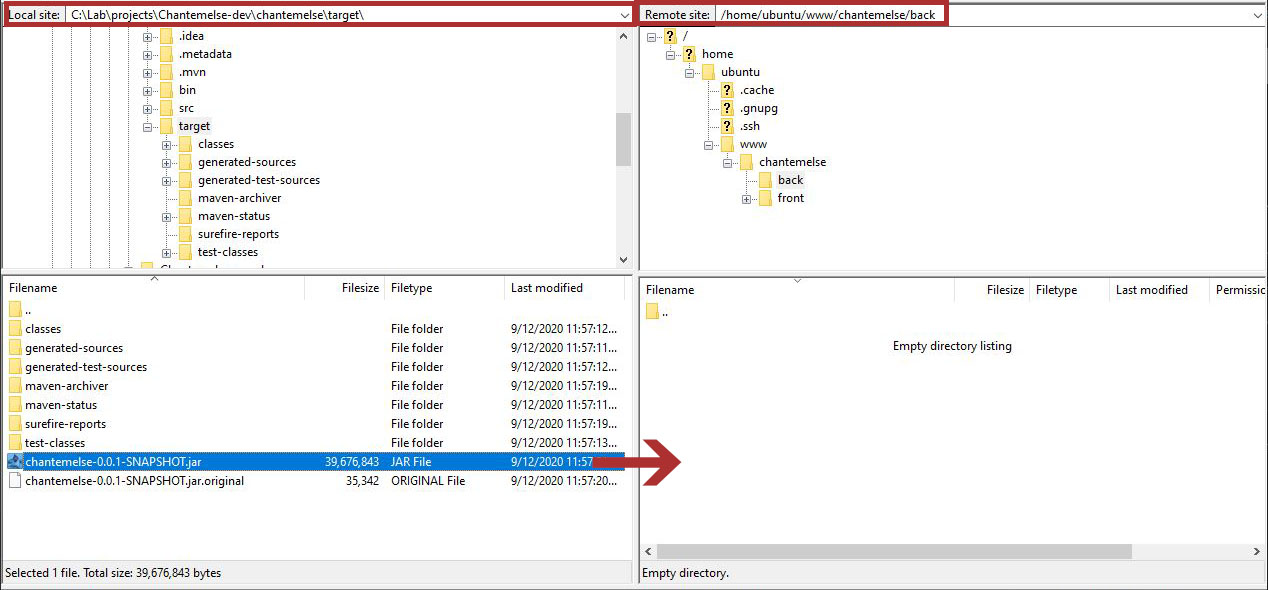 Local site: C:\Lab\projects\Chantemelse-dev\chantemelse\target\
.idea
.metadata
.mvn
bin
src
target
classes
generated-sources
generated-test-sources
maven-archiver
maven-status
surefire-reports
test-classes
Remote site: /home/ubuntu/www/chantemelse/back
? /
? home
ubuntu
? .cache
? .gnupg
? .ssh
www
chantemelse
back
front
Filename Filesize Filetype Last modified
..
classes File folder 9/12/2020 11:57:12...
generated-sources File folder 9/12/2020 11:57:11...
generated-test-sources File folder 9/12/2020 11:57:12...
maven-archiver File folder 9/12/2020 11:57:19...
maven-status File folder 9/12/2020 11:57:11...
surefire-reports File folder 9/12/2020 11:57:19...
test-classes File folder 9/12/2020 11:57:13...
chantemelse-0.0.1-SNAPSHOT.jar 39,676,843 JAR File 9/12/2020 11:57
chantemelse-0.0.1-SNAPSHOT.jar.original 35,342 ORIGINAL File 9/12/2020 11:57:20...
Selected 1 file. Total size: 39,676,843 bytes
Filename Filesize Filetype Last modified Permissic
..
Empty directory listing
Empty directory.